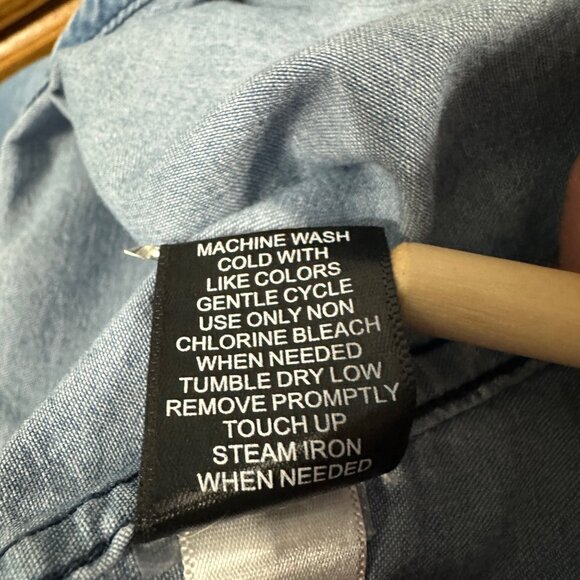 MACHINE WASH
COLD WITH
LIKE COLORS
GENTLE CYCLE
USE ONLY NON
CHLORINE BLEACH
WHEN NEEDED
TUMBLE DRY LOW
REMOVE PROMPTLY
TOUCH UP
STEAM IRON
WHEN NEEDED